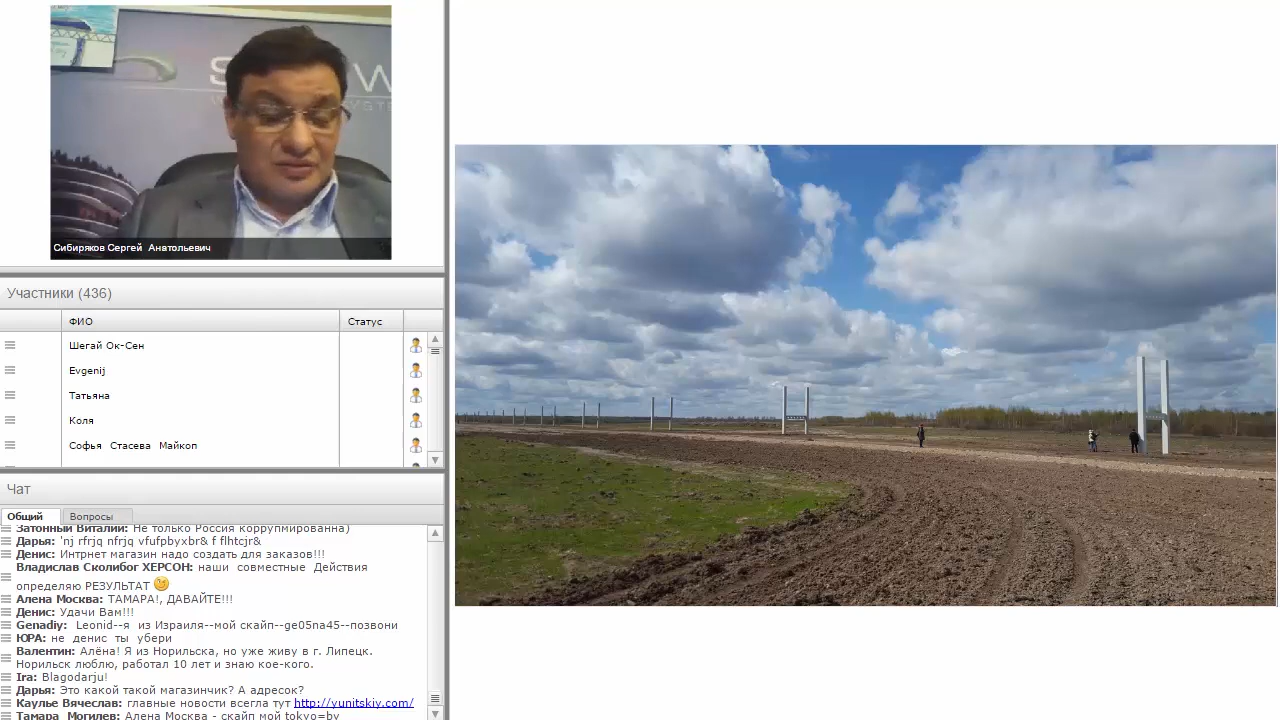 S
W
Сибиряков Сергей Анатольевич
Участники (436)
ФИО
Статус
Шегай Ок-Сен
Evgenij
Татьяна
Коля
Софья Стасева Майкоп
Чат
Общий
Вопросы
Затонный Виталий: Не только Россия коррупмированна)
Дарья: 'nj rfrjq nfrjq vfufpbyxbr& f flhtcjr&
Денис: Интрнет магазин надо создать для заказов!!!
Владислав Сколибог ХЕРСОН: наши совместные Действия
определяю РЕЗУЛЬТАТ
Алена Москва: ТАМАРА!, ДАВАЙТЕ!!!
Денис: Удачи Вам!!!
Genadiy: Leonid--я из Израиля--мой скайп--ge05na45--позвони
ЮРА: не денис ты убери
Валентин: Алёна! Я из Норильска, но уже живу в г. Липецк.
Норильск люблю, работал 10 лет и знаю кое-кого.
Ira: Blagodarju!
Дарья: Это какой такой магазинчик? А адресок?
Каулье Вячеслав: главные новости всегла тут http://yunitskiy.com/
Тамара Могилев: Алена Москва - скайп мой tokyo=by